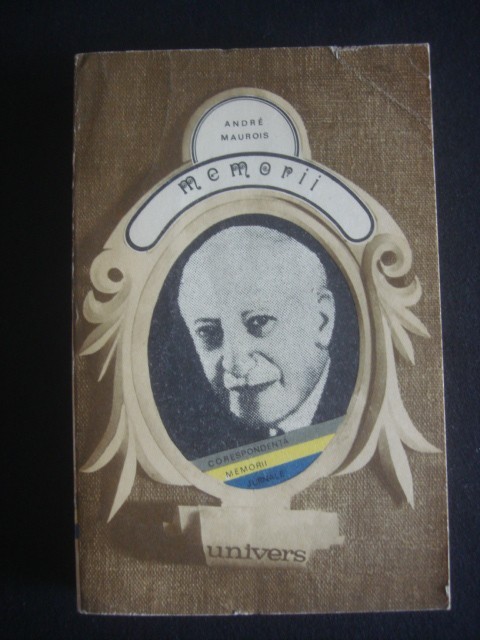 ANDRÉ
MAUROIS
memorii
CORESPONDENȚĂ
MEMORII
JURNALE
univers